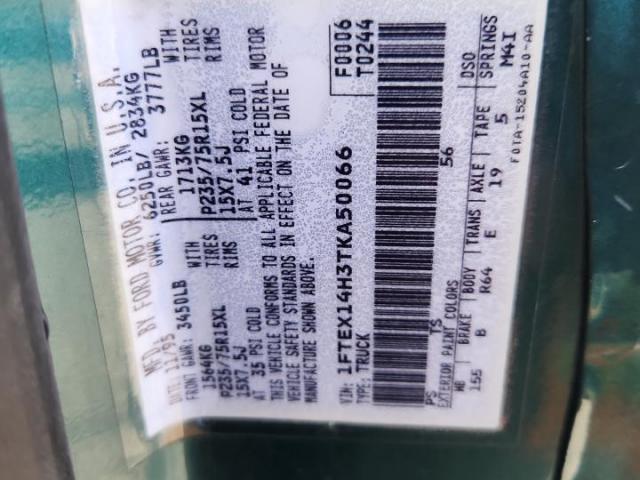 MFD. BY FORD MOTOR CO. IN U.S.A.
DATE: 11/95 GVWR: 6250LB/ 2834KG
FRONT GAWR: 3450LB REAR GAWR: 3777LB
1564KG WITH 1713KG WITH
P235/75R15XL TIRES P235/75R15XL TIRES
15X7.5J RIMS 15X7.5J RIMS
AT 35 PSI COLD AT 41 PSI COLD
THIS VEHICLE CONFORMS TO ALL APPLICABLE FEDERAL MOTOR
VEHICLE SAFETY STANDARDS IN EFFECT ON THE DATE OF
MANUFACTURE SHOWN ABOVE.
VIN: 1FTEX14H3TKA50066 F0006
TYPE: TRUCK T0244
PS TS 56
EXTERIOR PAINT COLORS DSO
WB BRAKE BODY TRANS AXLE TAPE SPRINGS
155 B R64 E 19 5 M4I
F0TA-15204A10-AA